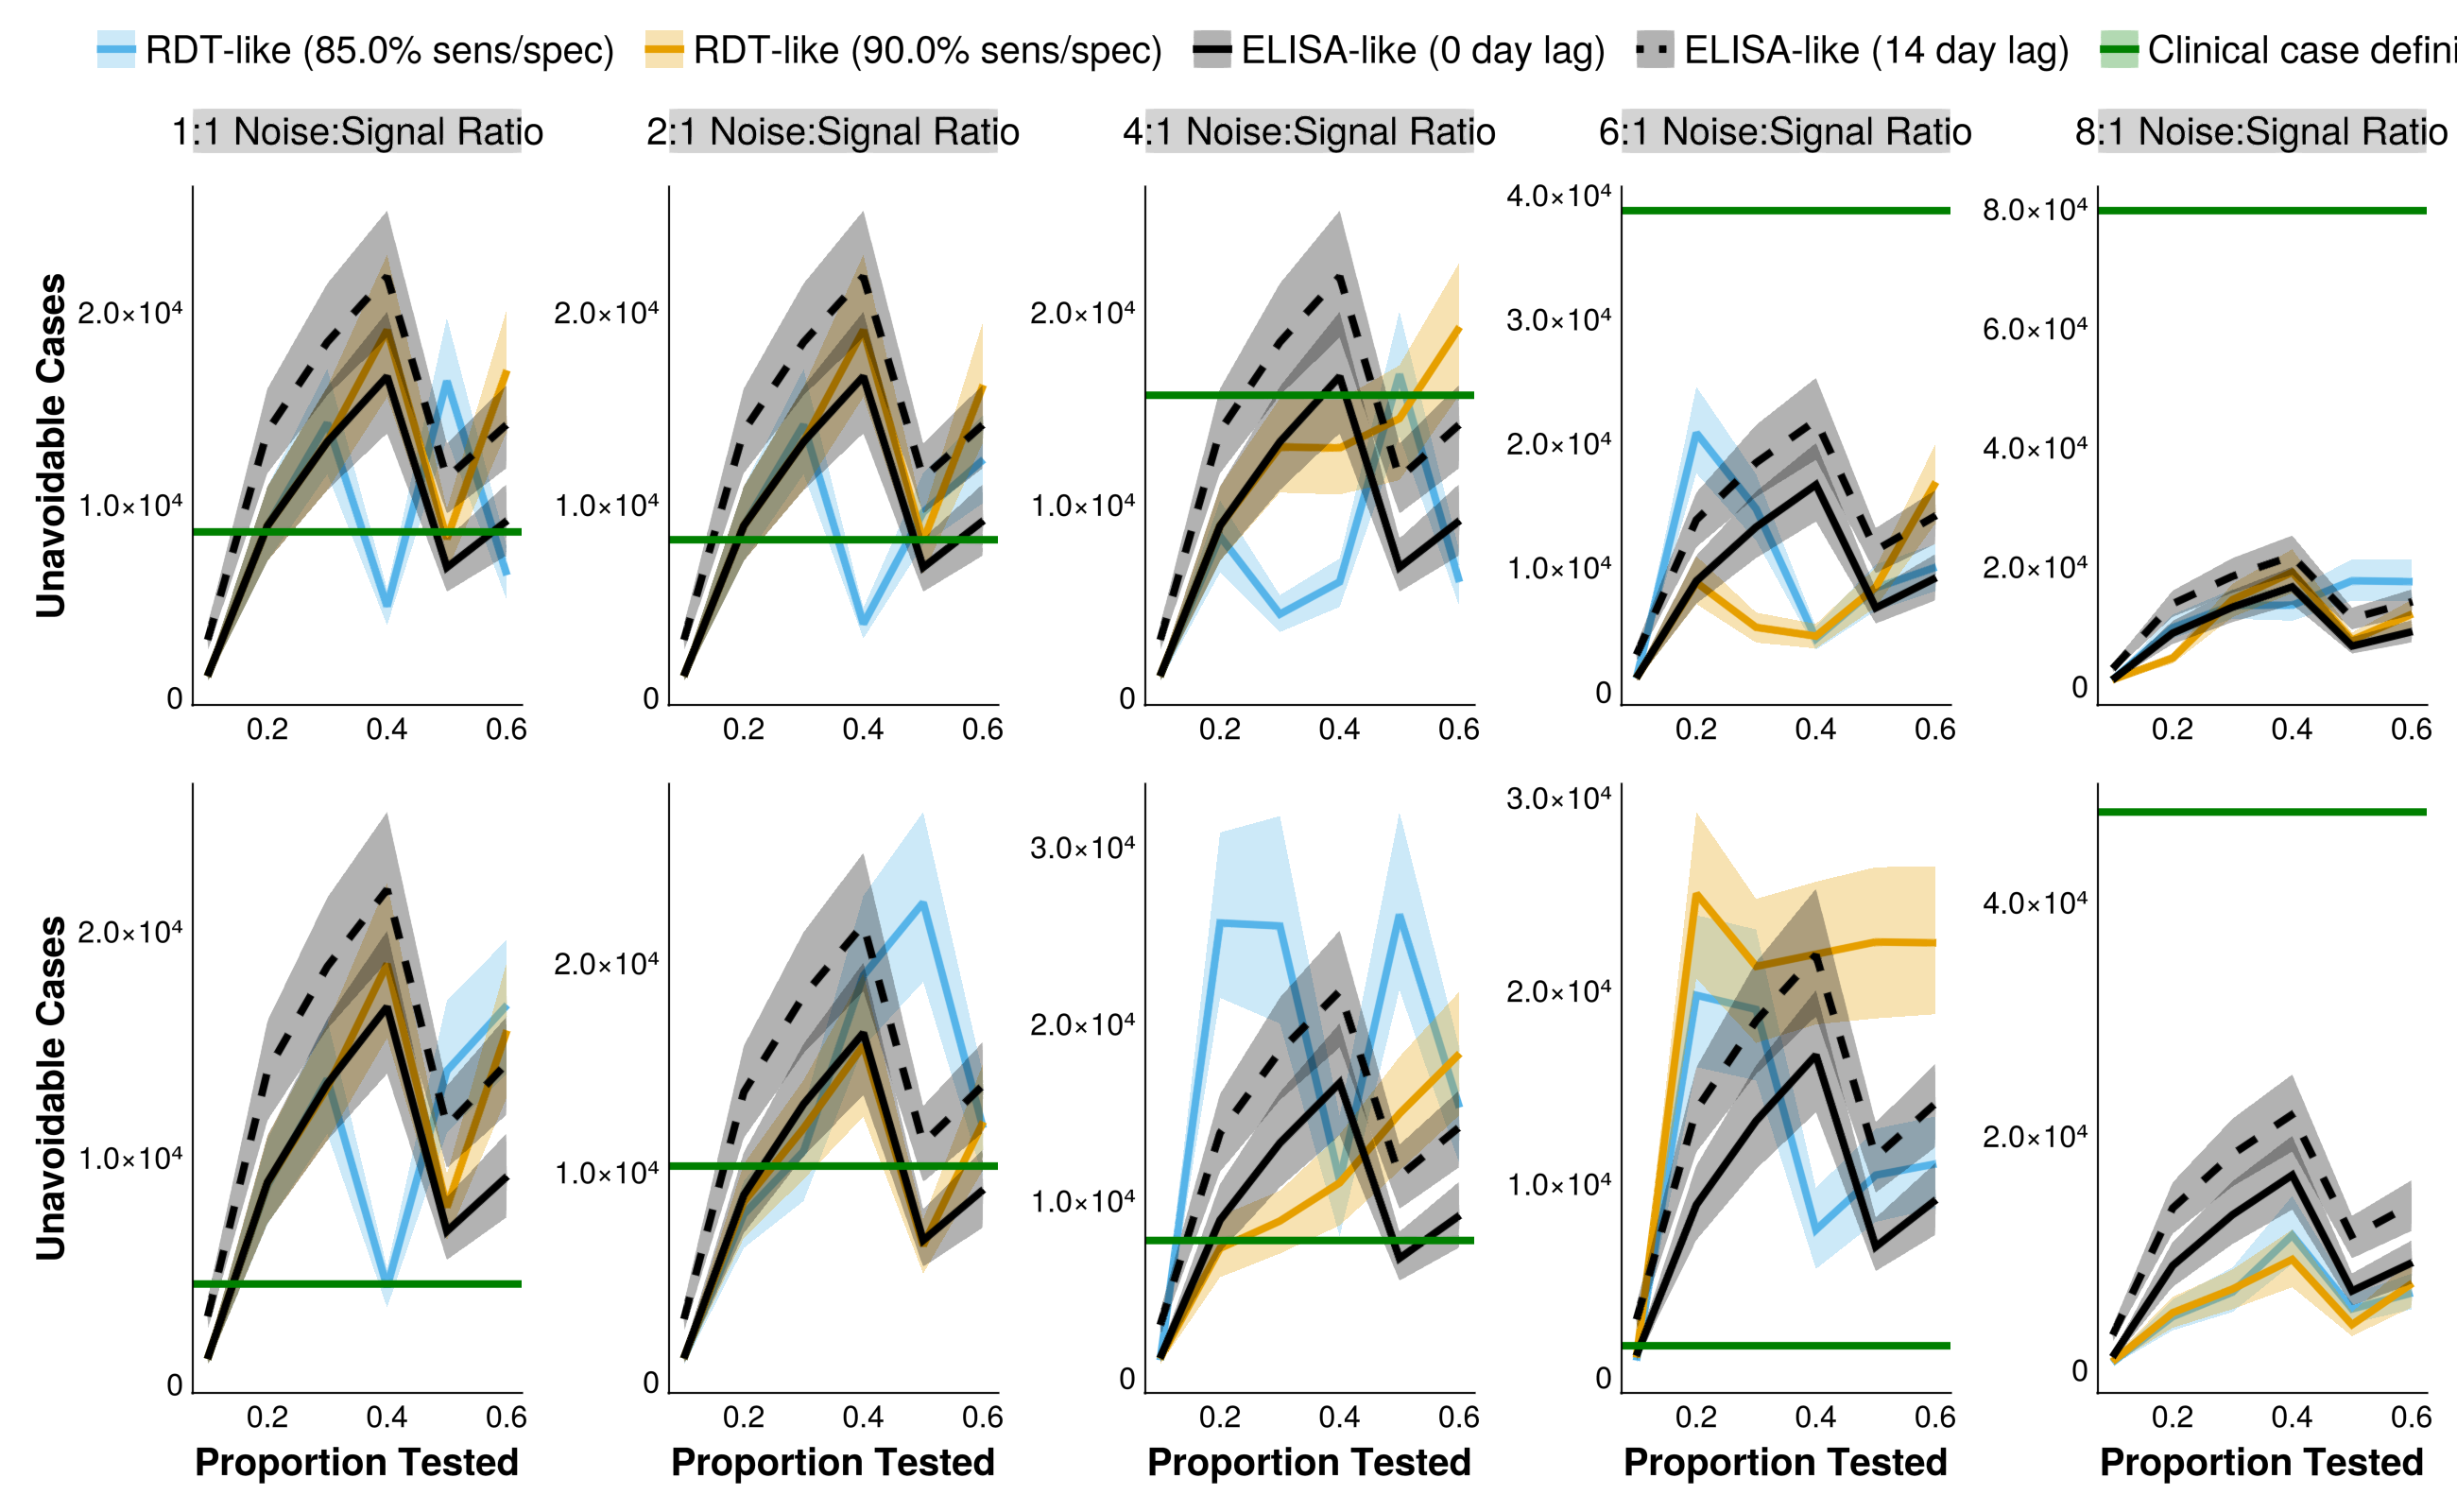 RDT-like (85.0% sens/spec) RDT-like (90.0% sens/spec) ELISA-like (0 day lag) ELISA-like (14 day lag) Clinical case defini
1:1 Noise:Signal Ratio 2:1 Noise:Signal Ratio 4:1 Noise:Signal Ratio 6:1 Noise:Signal Ratio 8:1 Noise:Signal Ratio
Unavoidable Cases
2.0×10⁴
1.0×10⁴
0
0.2 0.4 0.6
2.0×10⁴
1.0×10⁴
0
0.2 0.4 0.6
2.0×10⁴
1.0×10⁴
0
0.2 0.4 0.6
4.0×10⁴
3.0×10⁴
2.0×10⁴
1.0×10⁴
0
0.2 0.4 0.6
8.0×10⁴
6.0×10⁴
4.0×10⁴
2.0×10⁴
0
0.2 0.4 0.6
Unavoidable Cases
2.0×10⁴
1.0×10⁴
0
0.2 0.4 0.6
Proportion Tested
2.0×10⁴
1.0×10⁴
0
0.2 0.4 0.6
Proportion Tested
3.0×10⁴
2.0×10⁴
1.0×10⁴
0
0.2 0.4 0.6
Proportion Tested
3.0×10⁴
2.0×10⁴
1.0×10⁴
0
0.2 0.4 0.6
Proportion Tested
4.0×10⁴
2.0×10⁴
0
0.2 0.4 0.6
Proportion Tested